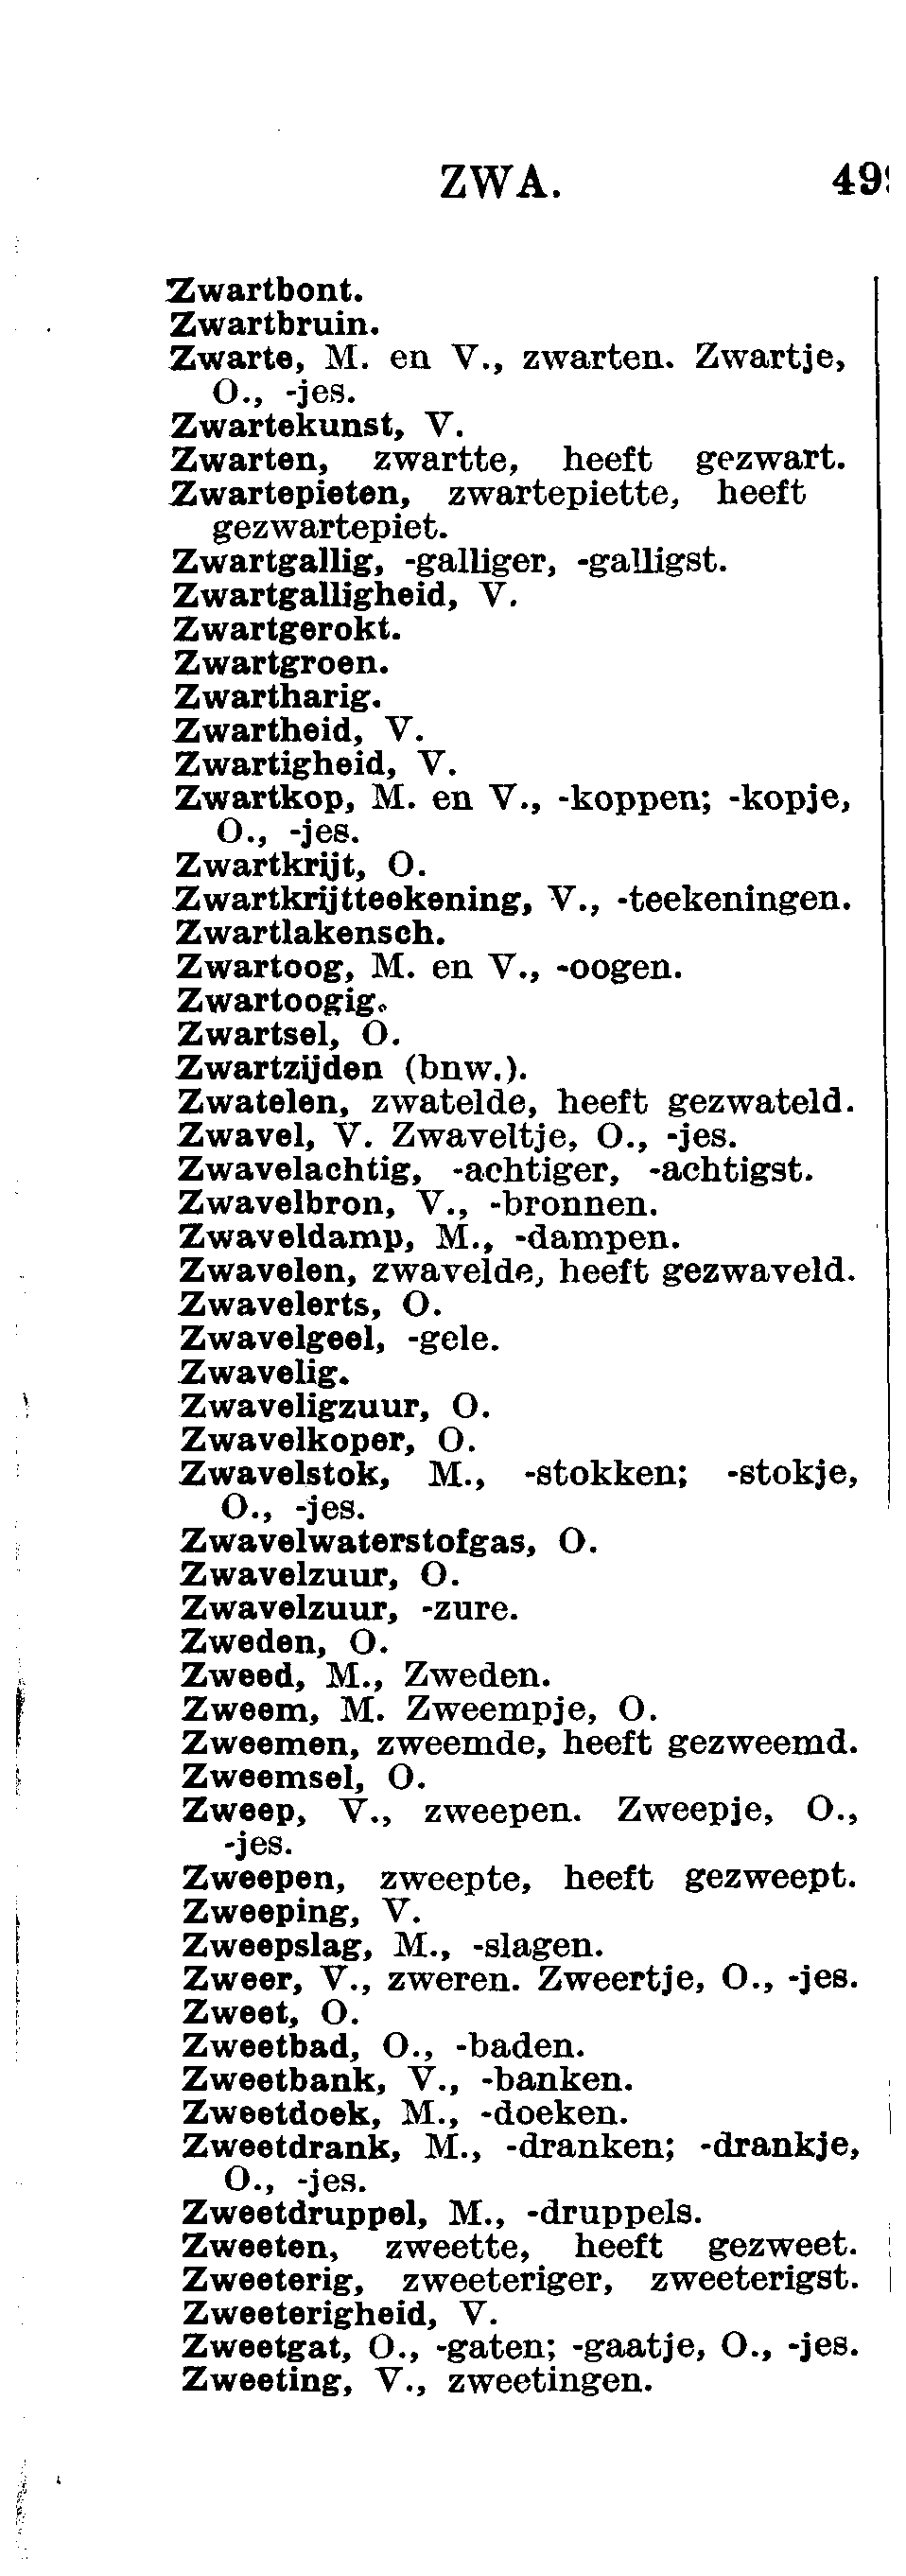 ZWA.
Zwartbont.
Zwartbruin.
Zwarte, M. en V., zwarten. Zwartje,
O., -jes.
Zwartekunst, V.
Zwarten, zwartte, heeft gezwart.
Zwartepieten, zwartepiette, heeft
gezwartepiet.
Zwartgallig, -galliger, -galligst.
Zwartgalligheid, V.
Zwartgerokt.
Zwartgroen.
Zwartharig.
Zwartheid, V.
Zwartigheid, V.
Zwartkop, M. en V., -koppen; -kopje,
O., -jes.
Zwartkrijt, O.
Zwartkrijtteekening, V., -teekeningen.
Zwartlakensch.
Zwartoog, M. en V., -oogen.
Zwartoogig.
Zwartsel, O.
Zwartzijden (bnw.).
Zwatelen, zwatelde, heeft gezwateld.
Zwavel, V. Zwaveltje, O., -jes.
Zwavelachtig, -achtiger, -achtigst.
Zwavelbron, V., -bronnen.
Zwaveldamp, M., -dampen.
Zwavelen, zwavelde, heeft gezwaveld.
Zwavelerts, O.
Zwavelgeel, -gele.
Zwavelig.
Zwaveligzuur, O.
Zwavelkoper, O.
Zwavelstok, M., -stokken; -stokje,
O., -jes.
Zwavelwaterstofgas, O.
Zwavelzuur, O.
Zwavelzuur, -zure.
Zweden, O.
Zweed, M., Zweden.
Zweem, M. Zweempje, O.
Zweemen, zweemde, heeft gezweemd.
Zweemsel, O.
Zweep, V., zweepen. Zweepje, O.,
-jes.
Zweepen, zweepte, heeft gezweept.
Zweeping, V.
Zweepslag, M., -slagen.
Zweer, V., zweren. Zweertje, O., -jes.
Zweet, O.
Zweetbad, O., -baden.
Zweetbank, V., -banken.
Zweetdoek, M., -doeken.
Zweetdrank, M., -dranken; -drankje,
O., -jes.
Zweetdruppel, M., -druppels.
Zweeten, zweette, heeft gezweet.
Zweeterig, zweeteriger, zweeterigst.
Zweeterigheid, V.
Zweetgat, O., -gaten; -gaatje, O., -jes.
Zweeting, V., zweetingen.